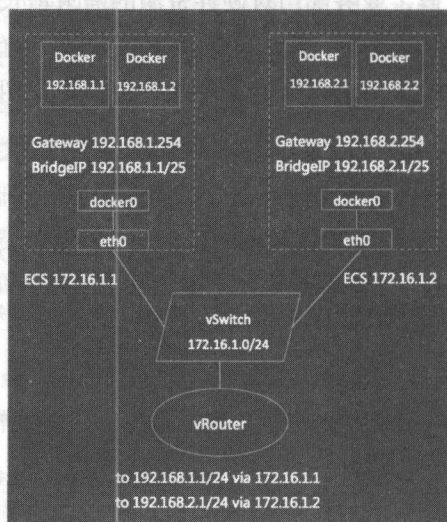 Docker
192.168.1.1
Docker
192.168.1.2
Gateway 192.168.1.254
BridgeIP 192.168.1.1/25
docker0
eth0
ECS 172.16.1.1
Docker
192.168.2.1
Docker
192.168.2.2
Gateway 192.168.2.254
BridgeIP 192.168.2.1/25
docker0
eth0
ECS 172.16.1.2
vSwitch
172.16.1.0/24
vRouter
to 192.168.1.1/24 via 172.16.1.1
to 192.168.2.1/24 via 172.16.1.2